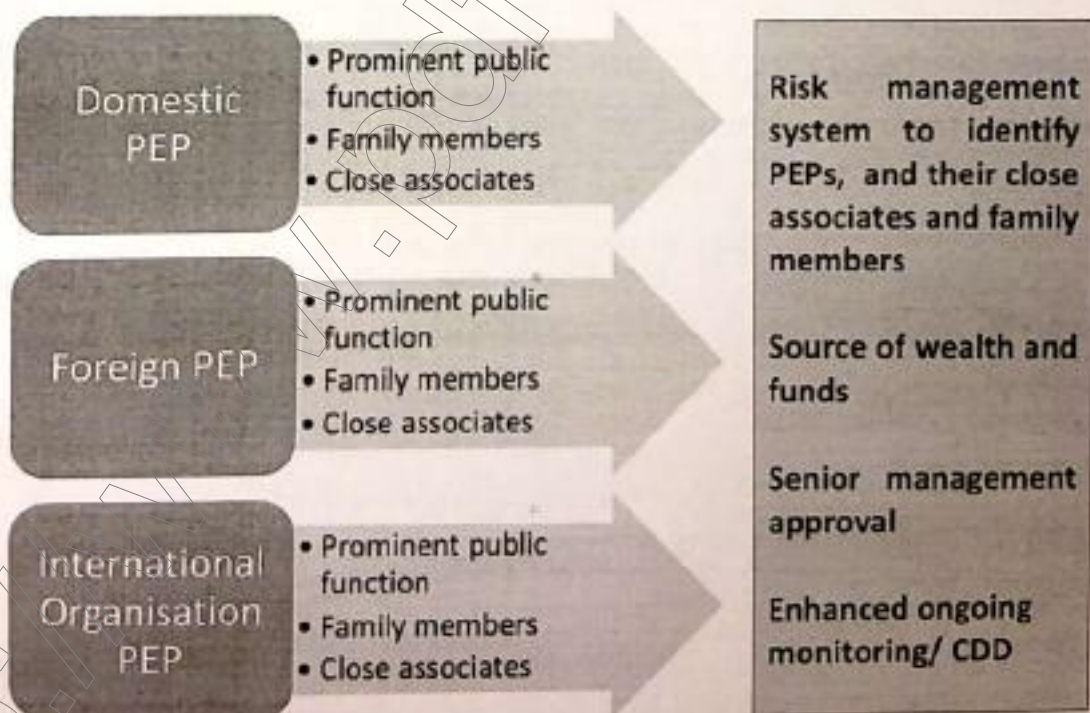 Domestic
PEP
• Prominent public
function
• Family members
• Close associates
Foreign PEP
• Prominent public
function
• Family members
• Close associates
International
Organisation
PEP
• Prominent public
function
• Family members
• Close associates
Risk management
system to identify
PEPs, and their close
associates and family
members
Source of wealth and
funds
Senior management
approval
Enhanced ongoing
monitoring/ CDD